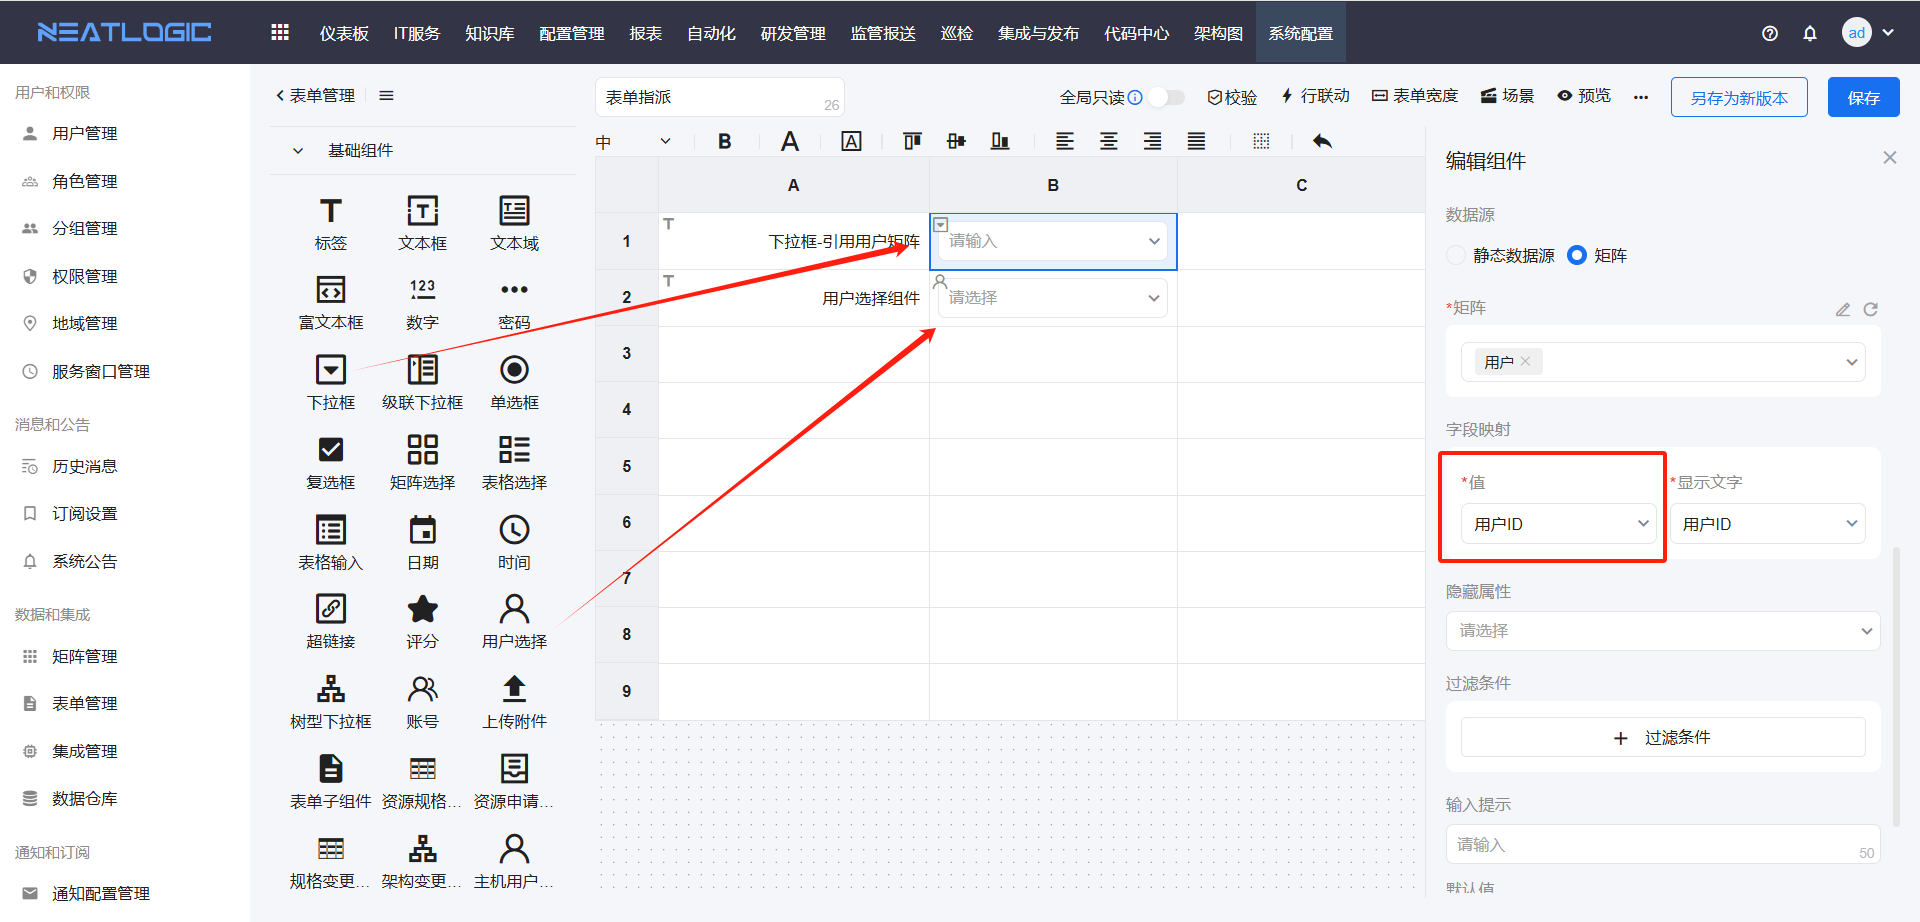 NEATLOGIC
仪表板
IT服务
知识库
配置管理
报表
自动化
研发管理
监管报送
巡检
集成与发布
代码中心
架构图
系统配置
ad
用户和权限
用户管理
角色管理
分组管理
权限管理
地域管理
服务窗口管理
消息和公告
历史消息
订阅设置
系统公告
数据和集成
矩阵管理
表单管理
集成管理
数据仓库
通知和订阅
通知配置管理
表单管理
基础组件
标签
文本框
文本域
富文本框
数字
密码
下拉框
级联下拉框
单选框
复选框
矩阵选择
表格选择
表格输入
日期
时间
超链接
评分
用户选择
树型下拉框
账号
上传附件
表单子组件
资源规格...
资源申请...
规格变更...
架构变更...
主机用户...
表单指派
26
全局只读
校验
行联动
表单宽度
场景
预览
...
另存为新版本
保存
中
B
A
A
A
B
C
1
下拉框-引用用户矩阵
请输入
2
用户选择组件
请选择
3
4
5
6
7
8
9
编辑组件
数据源
静态数据源
矩阵
*矩阵
用户
字段映射
*值
*显示文字
用户ID
用户ID
隐藏属性
请选择
过滤条件
过滤条件
输入提示
请输入
50
默认值